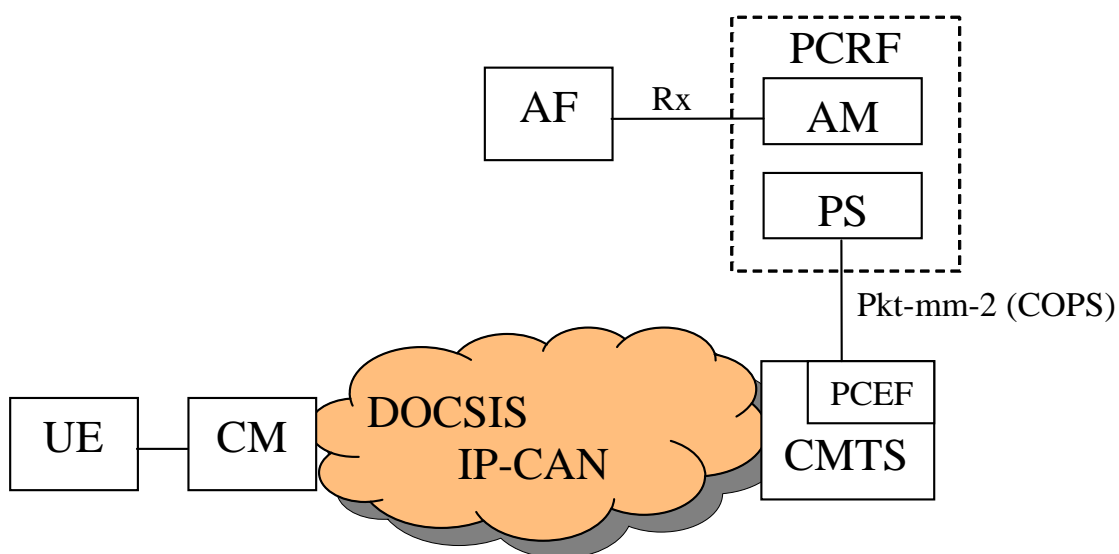 PCRF
AF
Rx
AM
PS
Pkt-mm-2 (COPS)
PCEF
DOCSIS
UE
CM
IP-CAN
CMTS